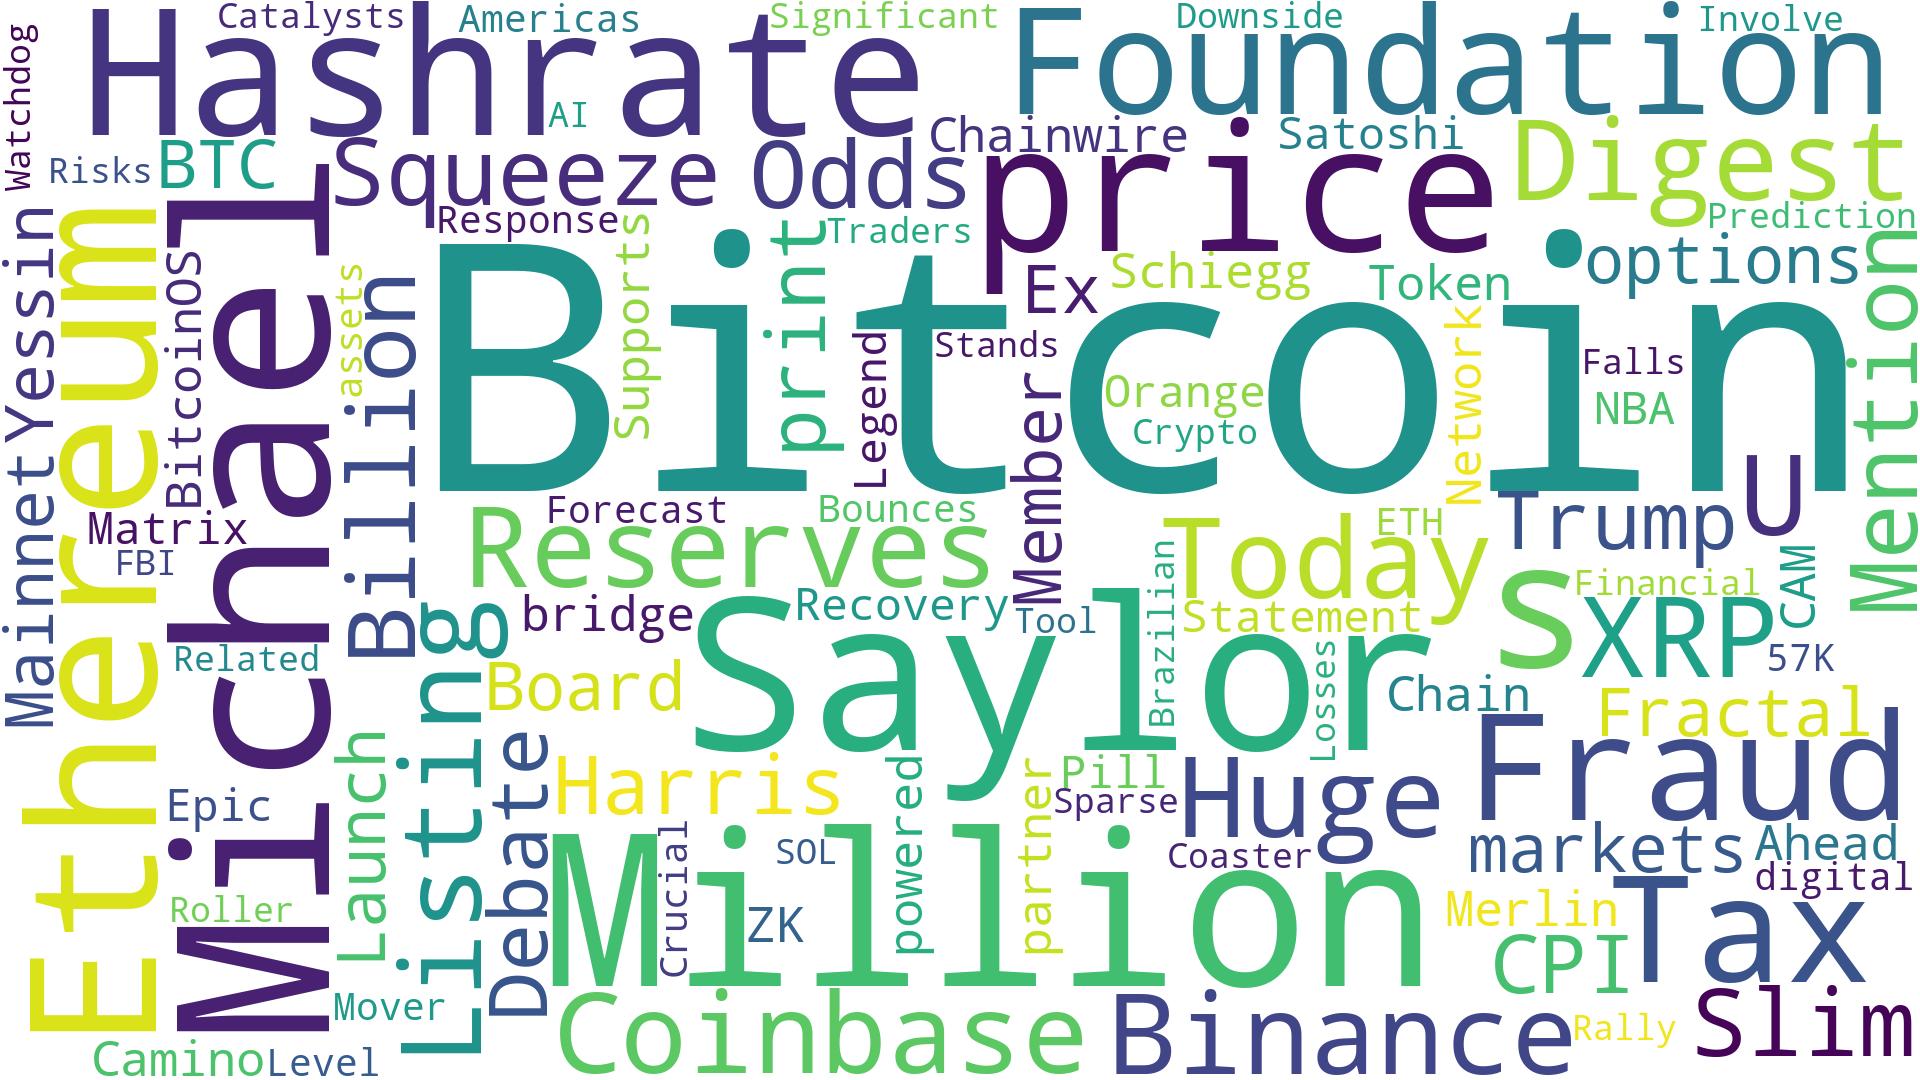 Catalysts
Americas
Significant
Downside
Involve
Hashrate
Foundation
Watchdog
AI
Chainwire
Satoshi
Digest
Risks
BTC
Squeeze
Odds
price
Response
Traders
Prediction
MainnetYessin
Ethereum
Michael
BitcoinOS
assets
Billion
Supports
print
Ex
Schiegg
Token
options
Bitcoin
Legend
Stands
Member
Orange
Crypto
Network
Falls
NBA
Mention
Matrix
FBI
Forecast
Bounces
Reserves
Today
ETH
Trump
U
bridge
Recovery
Tool
Brazilian
Statement
S
Financial
XRP
CAM
57K
Related
Listing
Board
Saylor
Losses
Chain
Fractal
Epic
Launch
Debate
Harris
powered
partner
Pill
Sparse
Huge
Fraud
Coaster
markets
Ahead
digital
Roller
Crucial
SOL
ZK
Million
Merlin
CPI
Tax
Mover
Coinbase
Binance
Rally
Slim
Camino
Level